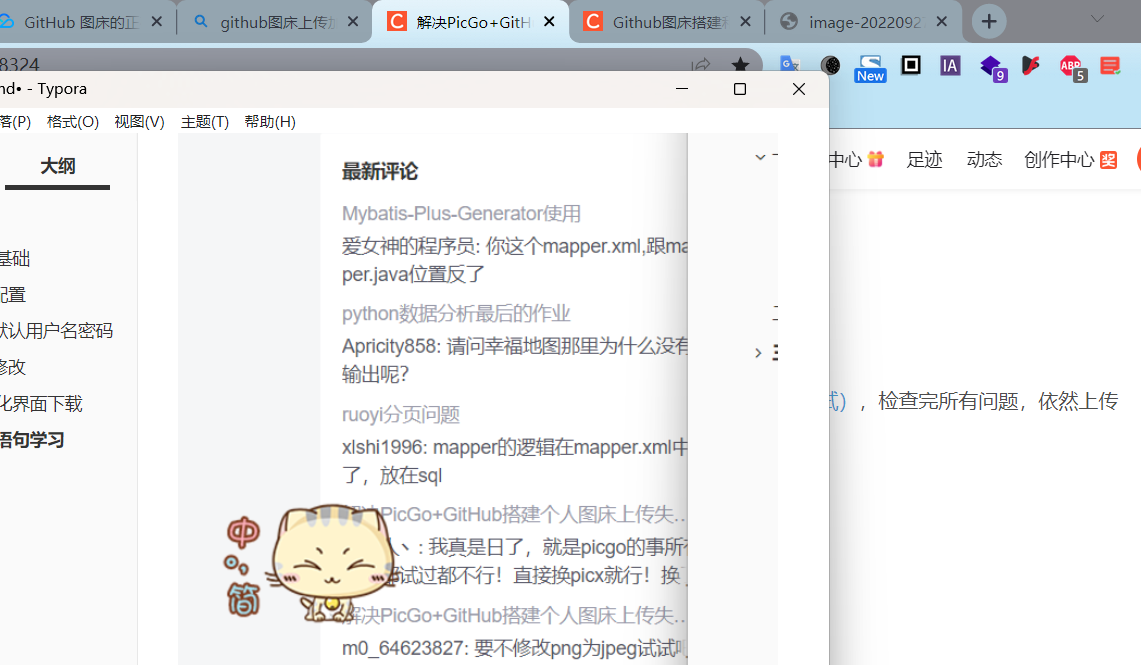 GitHub 图床的正
github图床上传加
解决PicGo+GitH
Github图床搭建和
image-2022092
8324
New
IA
9
ABP
5
nd• - Typora
落(P) 格式(O) 视图(V) 主题(T) 帮助(H)
大纲
基础
配置
默认用户名密码
修改
化界面下载
语句学习
最新评论
Mybatis-Plus-Generator使用
爱女神的程序员: 你这个mapper.xml,跟ma
per.java位置反了
python数据分析最后的作业
Apricity858: 请问幸福地图那里为什么没有
输出呢?
ruoyi分页问题
xlshi1996: mapper的逻辑在mapper.xml中
了，放在sql
解决PicGo+GitHub搭建个人图床上传失...
人丶: 我真是日了，就是picgo的事所有
试过都不行！直接换picx就行！换
解决PicGo+GitHub搭建个人图床上传失...
m0_64623827: 要不修改png为jpeg试试
中
°,
简
中心 足迹 动态 创作中心 奖
试），检查完所有问题，依然上传